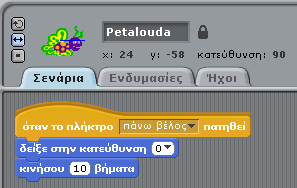 Petalouda
x: 24 y: -58 κατεύθυνση: 90
Σενάρια Ενδυμασίες Ήχοι
όταν το πλήκτρο πάνω βέλος πατηθεί
δείξε στην κατεύθυνση 0
κινήσου 10 βήματα